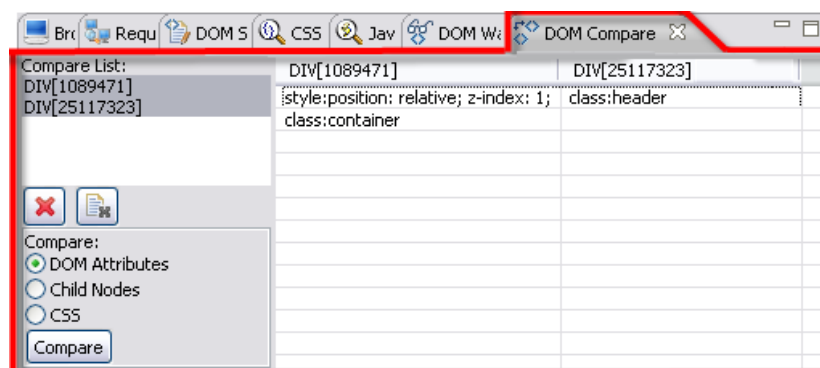 Bro Requ DOM S CSS Jav DOM Wa DOM Compare
Compare List:
DIV[1089471]
DIV[25117323]
DIV[1089471] DIV[25117323]
style:position: relative; z-index: 1; class:header
class:container
Compare:
DOM Attributes
Child Nodes
CSS
Compare